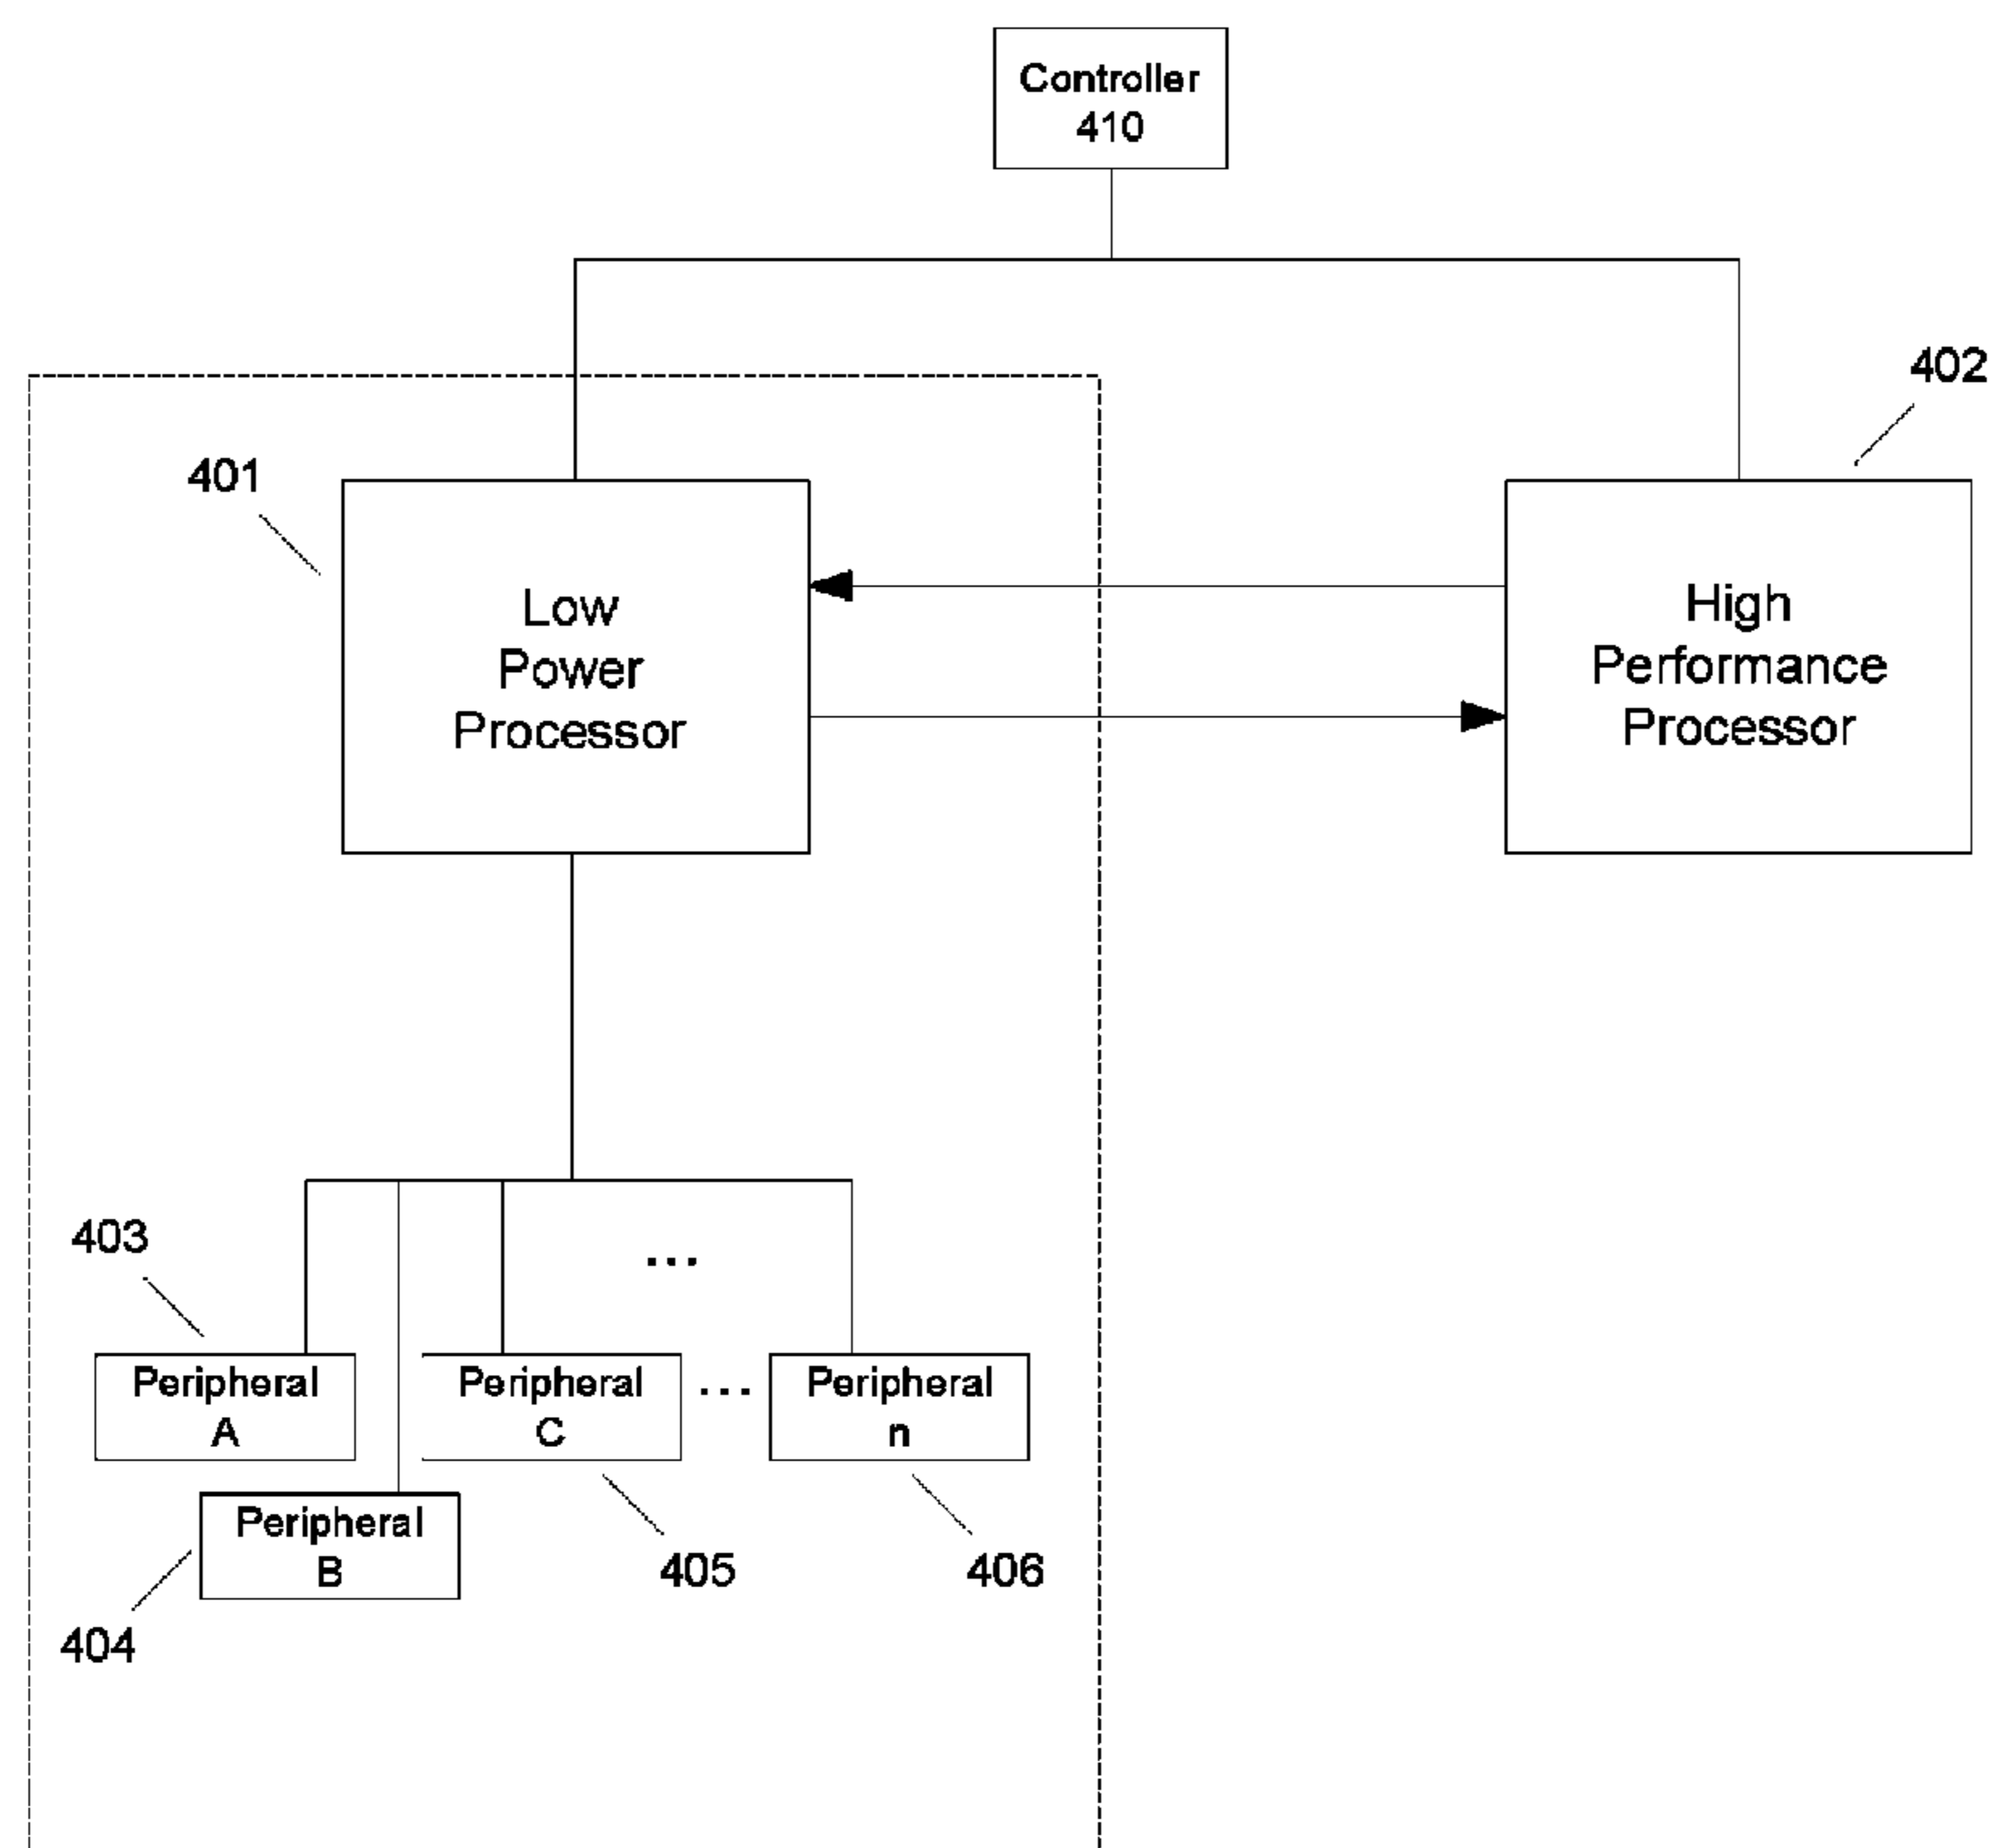 Controller
410
402
401
Low
Power
Processor
High
Performance
Processor
403
...
Peripheral
A
Peripheral
C
...
Peripheral
n
Peripheral
B
405
406
404